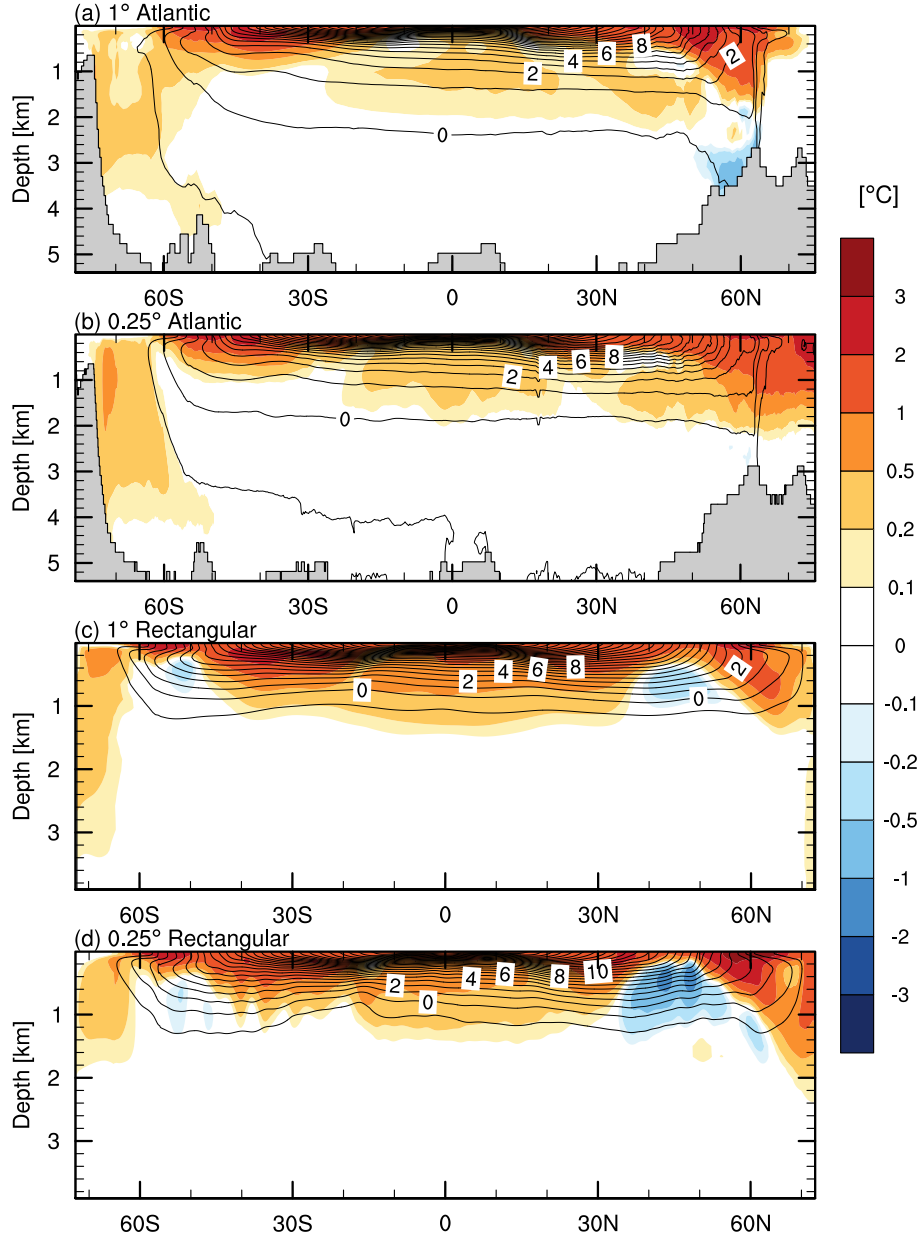 (a) 1° Atlantic
2 4 6 8 2
0
1
2
3
4
5
Depth [km]
60S 30S 0 30N 60N
(b) 0.25° Atlantic
2 4 6 8
0
1
2
3
4
5
Depth [km]
60S 30S 0 30N 60N
(c) 1° Rectangular
0 2 4 6 8 0 2
1
2
3
Depth [km]
60S 30S 0 30N 60N
(d) 0.25° Rectangular
2 0 4 6 8 10
1
2
3
Depth [km]
60S 30S 0 30N 60N
[°C]
3
2
1
0.5
0.2
0.1
0
-0.1
-0.2
-0.5
-1
-2
-3